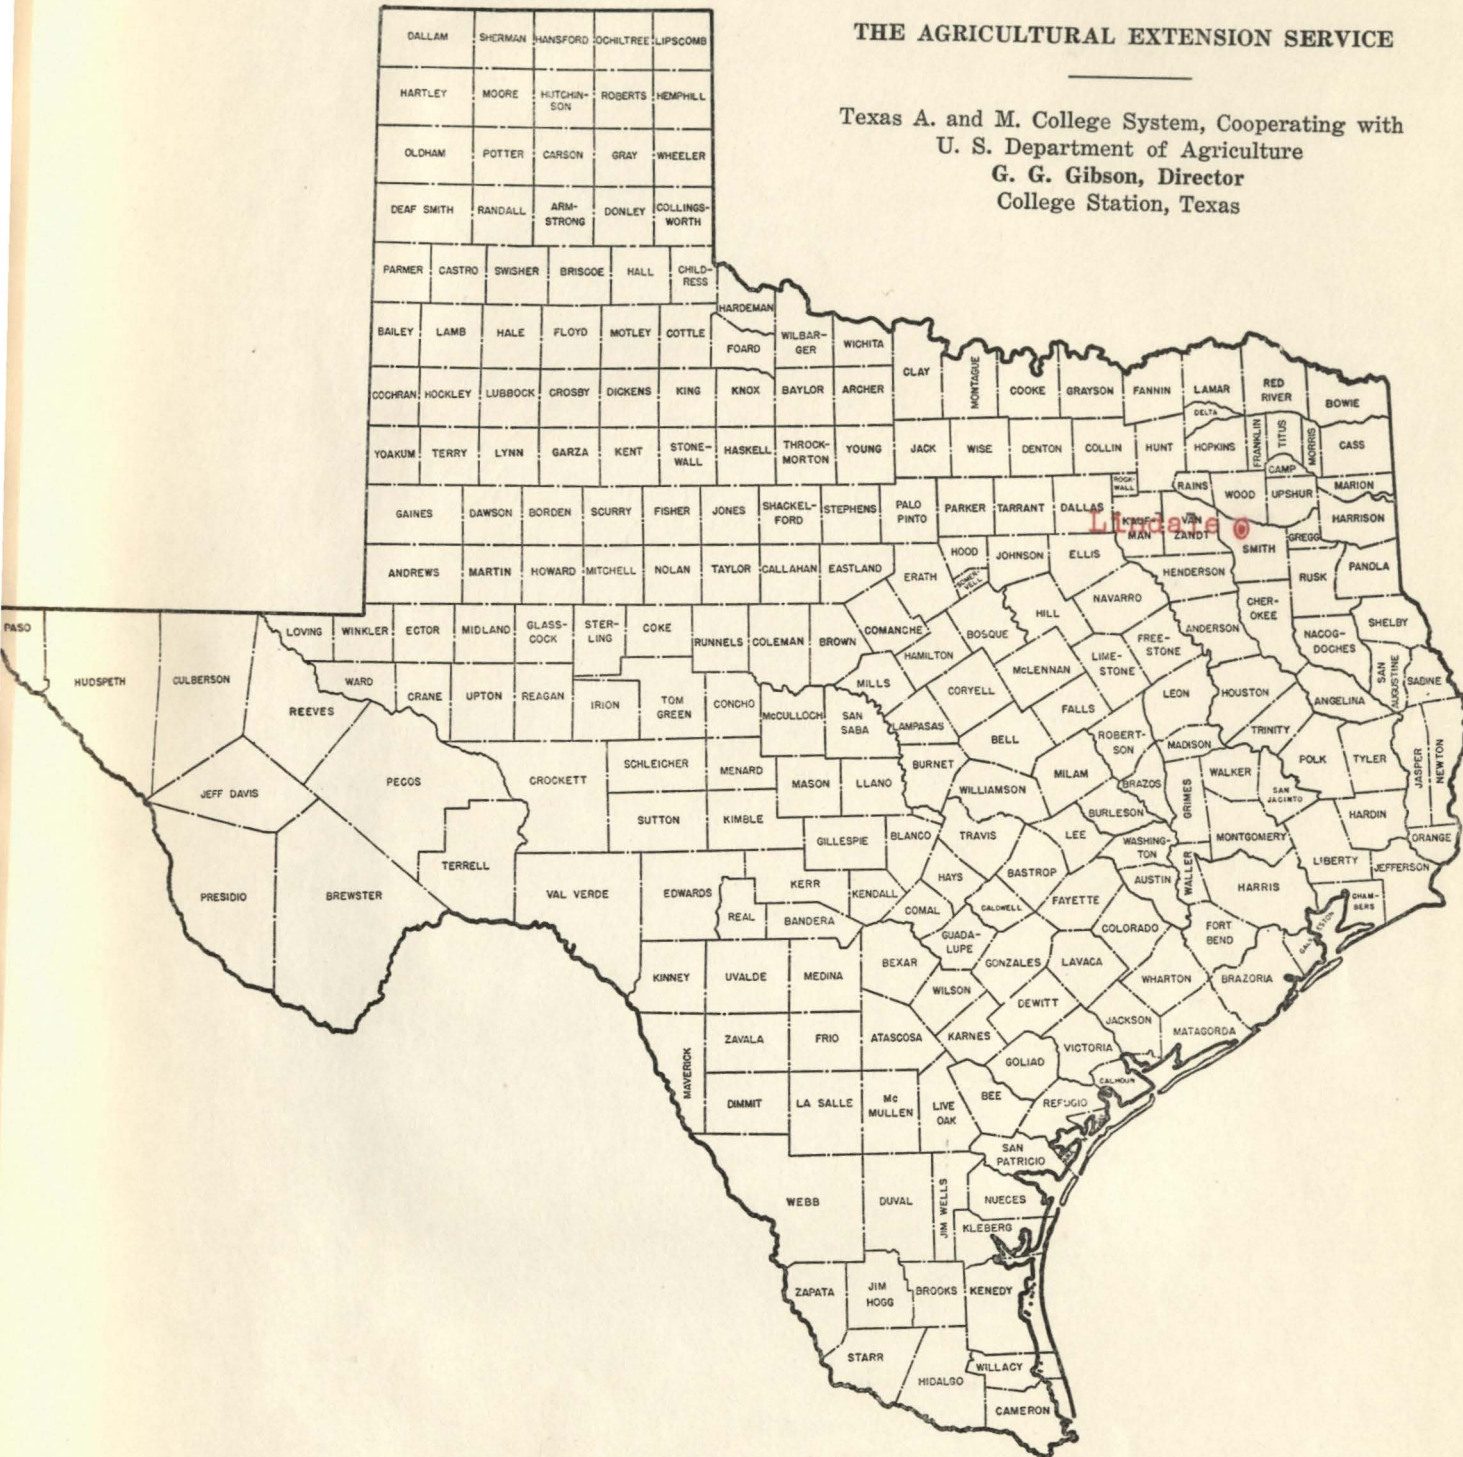 THE AGRICULTURAL EXTENSION SERVICE
Texas A. and M. College System, Cooperating with
U. S. Department of Agriculture
G. G. Gibson, Director
College Station, Texas
DALLAM SHERMAN HANSFORD OCHILTREE LIPSCOMB
HARTLEY MOORE HUTCHIN-
SON ROBERTS HEMPHILL
OLDHAM POTTER CARSON GRAY WHEELER
DEAF SMITH RANDALL ARM-
STRONG DONLEY COLLINGS-
WORTH
PARMER CASTRO SWISHER BRISCOE HALL CHILD-
RESS
HARDEMAN
BAILEY LAMB HALE FLOYD MOTLEY COTTLE FOARD WILBAR-
GER WICHITA
CLAY MONTAGUE COOKE GRAYSON FANNIN LAMAR RED
RIVER BOWIE
COCHRAN HOCKLEY LUBBOCK CROSBY DICKENS KING KNOX BAYLOR ARCHER
DELTA
YOAKUM TERRY LYNN GARZA KENT STONE-
WALL HASKELL THROCK-
MORTON YOUNG JACK WISE DENTON COLLIN HUNT HOPKINS FRANKLIN TITUS MORRIS CASS
CAMP
ROCK-
WALL RAINS WOOD UPSHUR MARION
GAINES DAWSON BORDEN SCURRY FISHER JONES SHACKEL-
FORD STEPHENS PALO
PINTO PARKER TARRANT DALLAS KAUF-
MAN VAN
ZANDT SMITH GREGG HARRISON
Lindale
ANDREWS MARTIN HOWARD MITCHELL NOLAN TAYLOR CALLAHAN EASTLAND ERATH HOOD SOMER-
VELL JOHNSON ELLIS HENDERSON RUSK PANOLA
NAVARRO HILL CHER-
OKEE
PASO HUDSPETH CULBERSON LOVING WINKLER ECTOR MIDLAND GLASS-
COCK STER-
LING COKE RUNNELS COLEMAN BROWN COMANCHE BOSQUE ANDERSON NACOG-
DOCHES SHELBY
HAMILTON McLENNAN LIME-
STONE FREE-
STONE SAN
AUGUSTINE SABINE
REEVES WARD CRANE UPTON REAGAN IRION TOM
GREEN CONCHO McCULLOCH SAN
SABA MILLS LAMPASAS CORYELL FALLS LEON HOUSTON ANGELINA
BELL ROBERT-
SON MADISON TRINITY POLK TYLER JASPER NEWTON
JEFF DAVIS PECOS CROCKETT SCHLEICHER MENARD MASON LLANO BURNET WILLIAMSON MILAM BRAZOS GRIMES WALKER SAN
JACINTO
TERRELL SUTTON KIMBLE GILLESPIE BLANCO TRAVIS LEE BURLESON WASHING-
TON MONTGOMERY HARDIN ORANGE
LIBERTY JEFFERSON
PRESIDIO BREWSTER VAL VERDE EDWARDS KERR KENDALL HAYS BASTROP AUSTIN WALLER HARRIS CHAM-
BERS
REAL BANDERA COMAL CALDWELL FAYETTE COLORADO FORT
BEND GALVESTON
GUADA-
LUPE
KINNEY UVALDE MEDINA BEXAR WILSON GONZALES LAVACA WHARTON BRAZORIA
DEWITT JACKSON MATAGORDA
MAVERICK ZAVALA FRIO ATASCOSA KARNES GOLIAD VICTORIA
CALHOUN
DIMMIT LA SALLE Mc
MULLEN LIVE
OAK BEE REFUGIO
SAN
PATRICIO
WEBB DUVAL JIM WELLS NUECES
KLEBERG
ZAPATA JIM
HOGG BROOKS KENEDY
STARR HIDALGO WILLACY
CAMERON